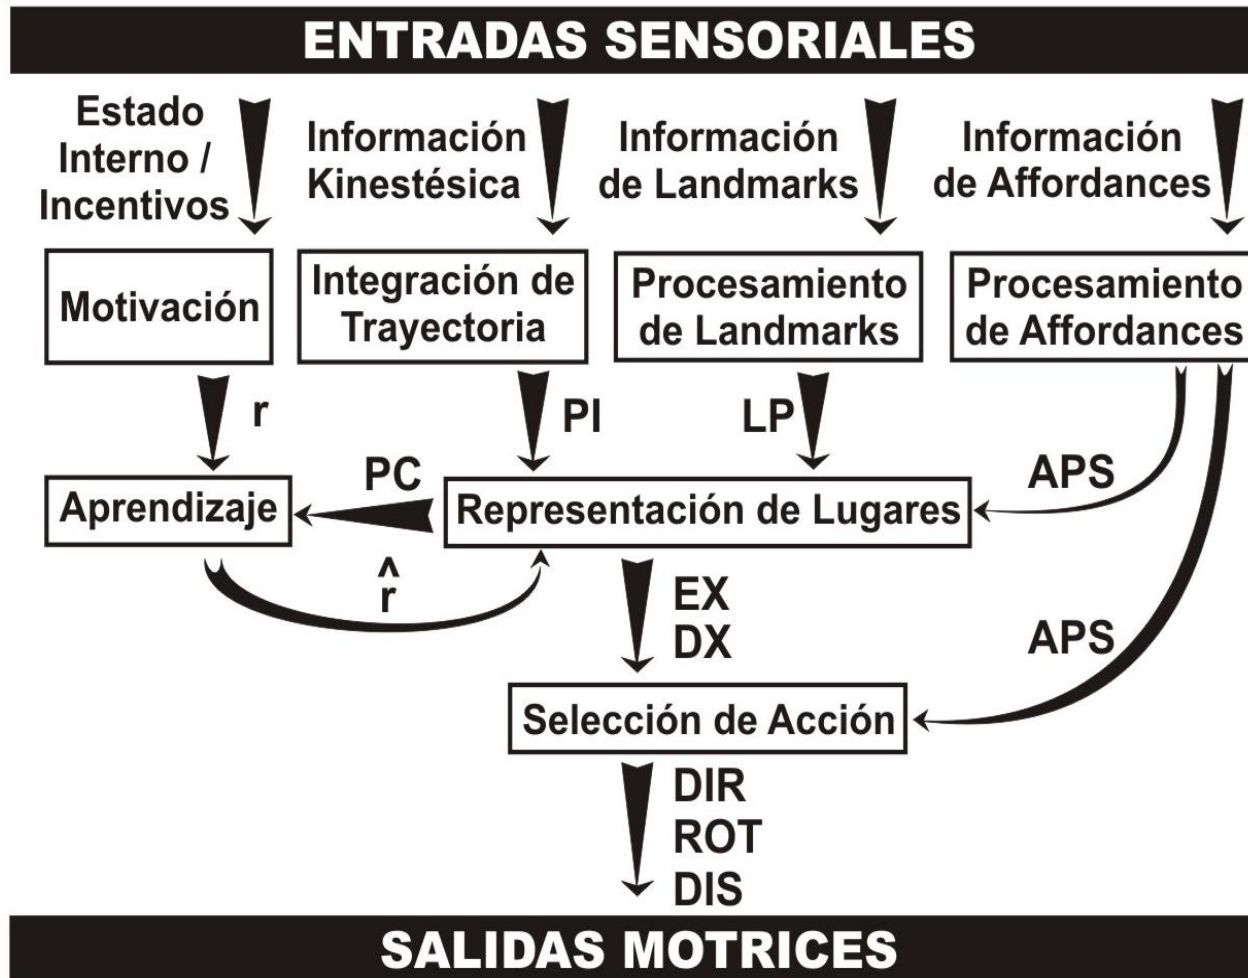 ENTRADAS SENSORIALES
Estado
Interno /
Incentivos
Información
Kinestésica
Información
de Landmarks
Información
de Affordances
Motivación
Integración de
Trayectoria
Procesamiento
de Landmarks
Procesamiento
de Affordances
r
PI
LP
APS
PC
Aprendizaje
Representación de Lugares
r̂
EX
DX
APS
Selección de Acción
DIR
ROT
DIS
SALIDAS MOTRICES